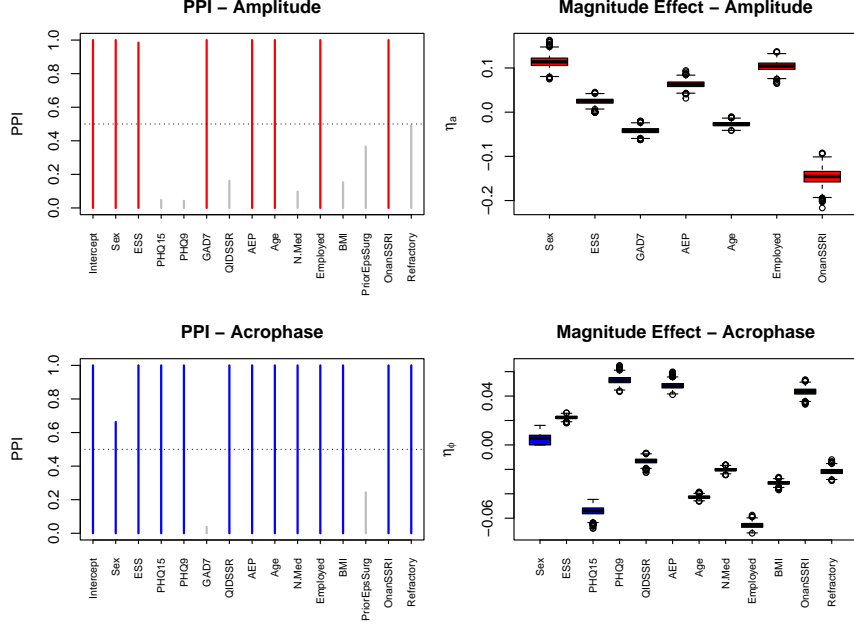 PPI – Amplitude
PPI
1.0
0.8
0.6
0.4
0.2
0.0
Intercept
Sex
ESS
PHQ15
PHQ9
GAD7
QIDSSR
AEP
Age
N.Med
Employed
BMI
PriorEpsSurg
OnanSSRI
Refractory
Magnitude Effect – Amplitude
ηa
0.1
0.0
−0.1
−0.2
Sex
ESS
GAD7
AEP
Age
Employed
OnanSSRI
PPI – Acrophase
PPI
1.0
0.8
0.6
0.4
0.2
0.0
Intercept
Sex
ESS
PHQ15
PHQ9
GAD7
QIDSSR
AEP
Age
N.Med
Employed
BMI
PriorEpsSurg
OnanSSRI
Refractory
Magnitude Effect – Acrophase
ηϕ
0.04
0.00
−0.06
Sex
ESS
PHQ15
PHQ9
QIDSSR
AEP
Age
N.Med
Employed
BMI
OnanSSRI
Refractory